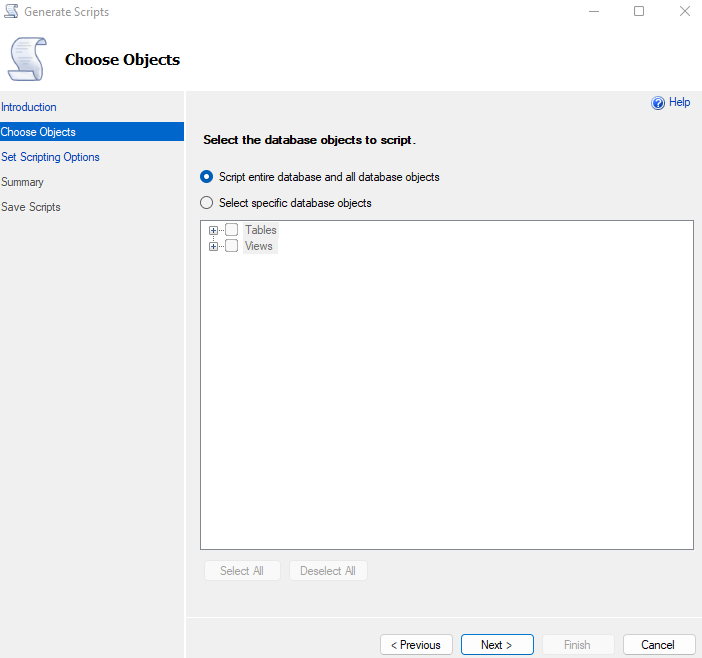 Generate Scripts
Choose Objects
Introduction
Choose Objects
Set Scripting Options
Summary
Save Scripts
Help
Select the database objects to script.
Script entire database and all database objects
Select specific database objects
Tables
Views
Select All
Deselect All
< Previous
Next >
Finish
Cancel